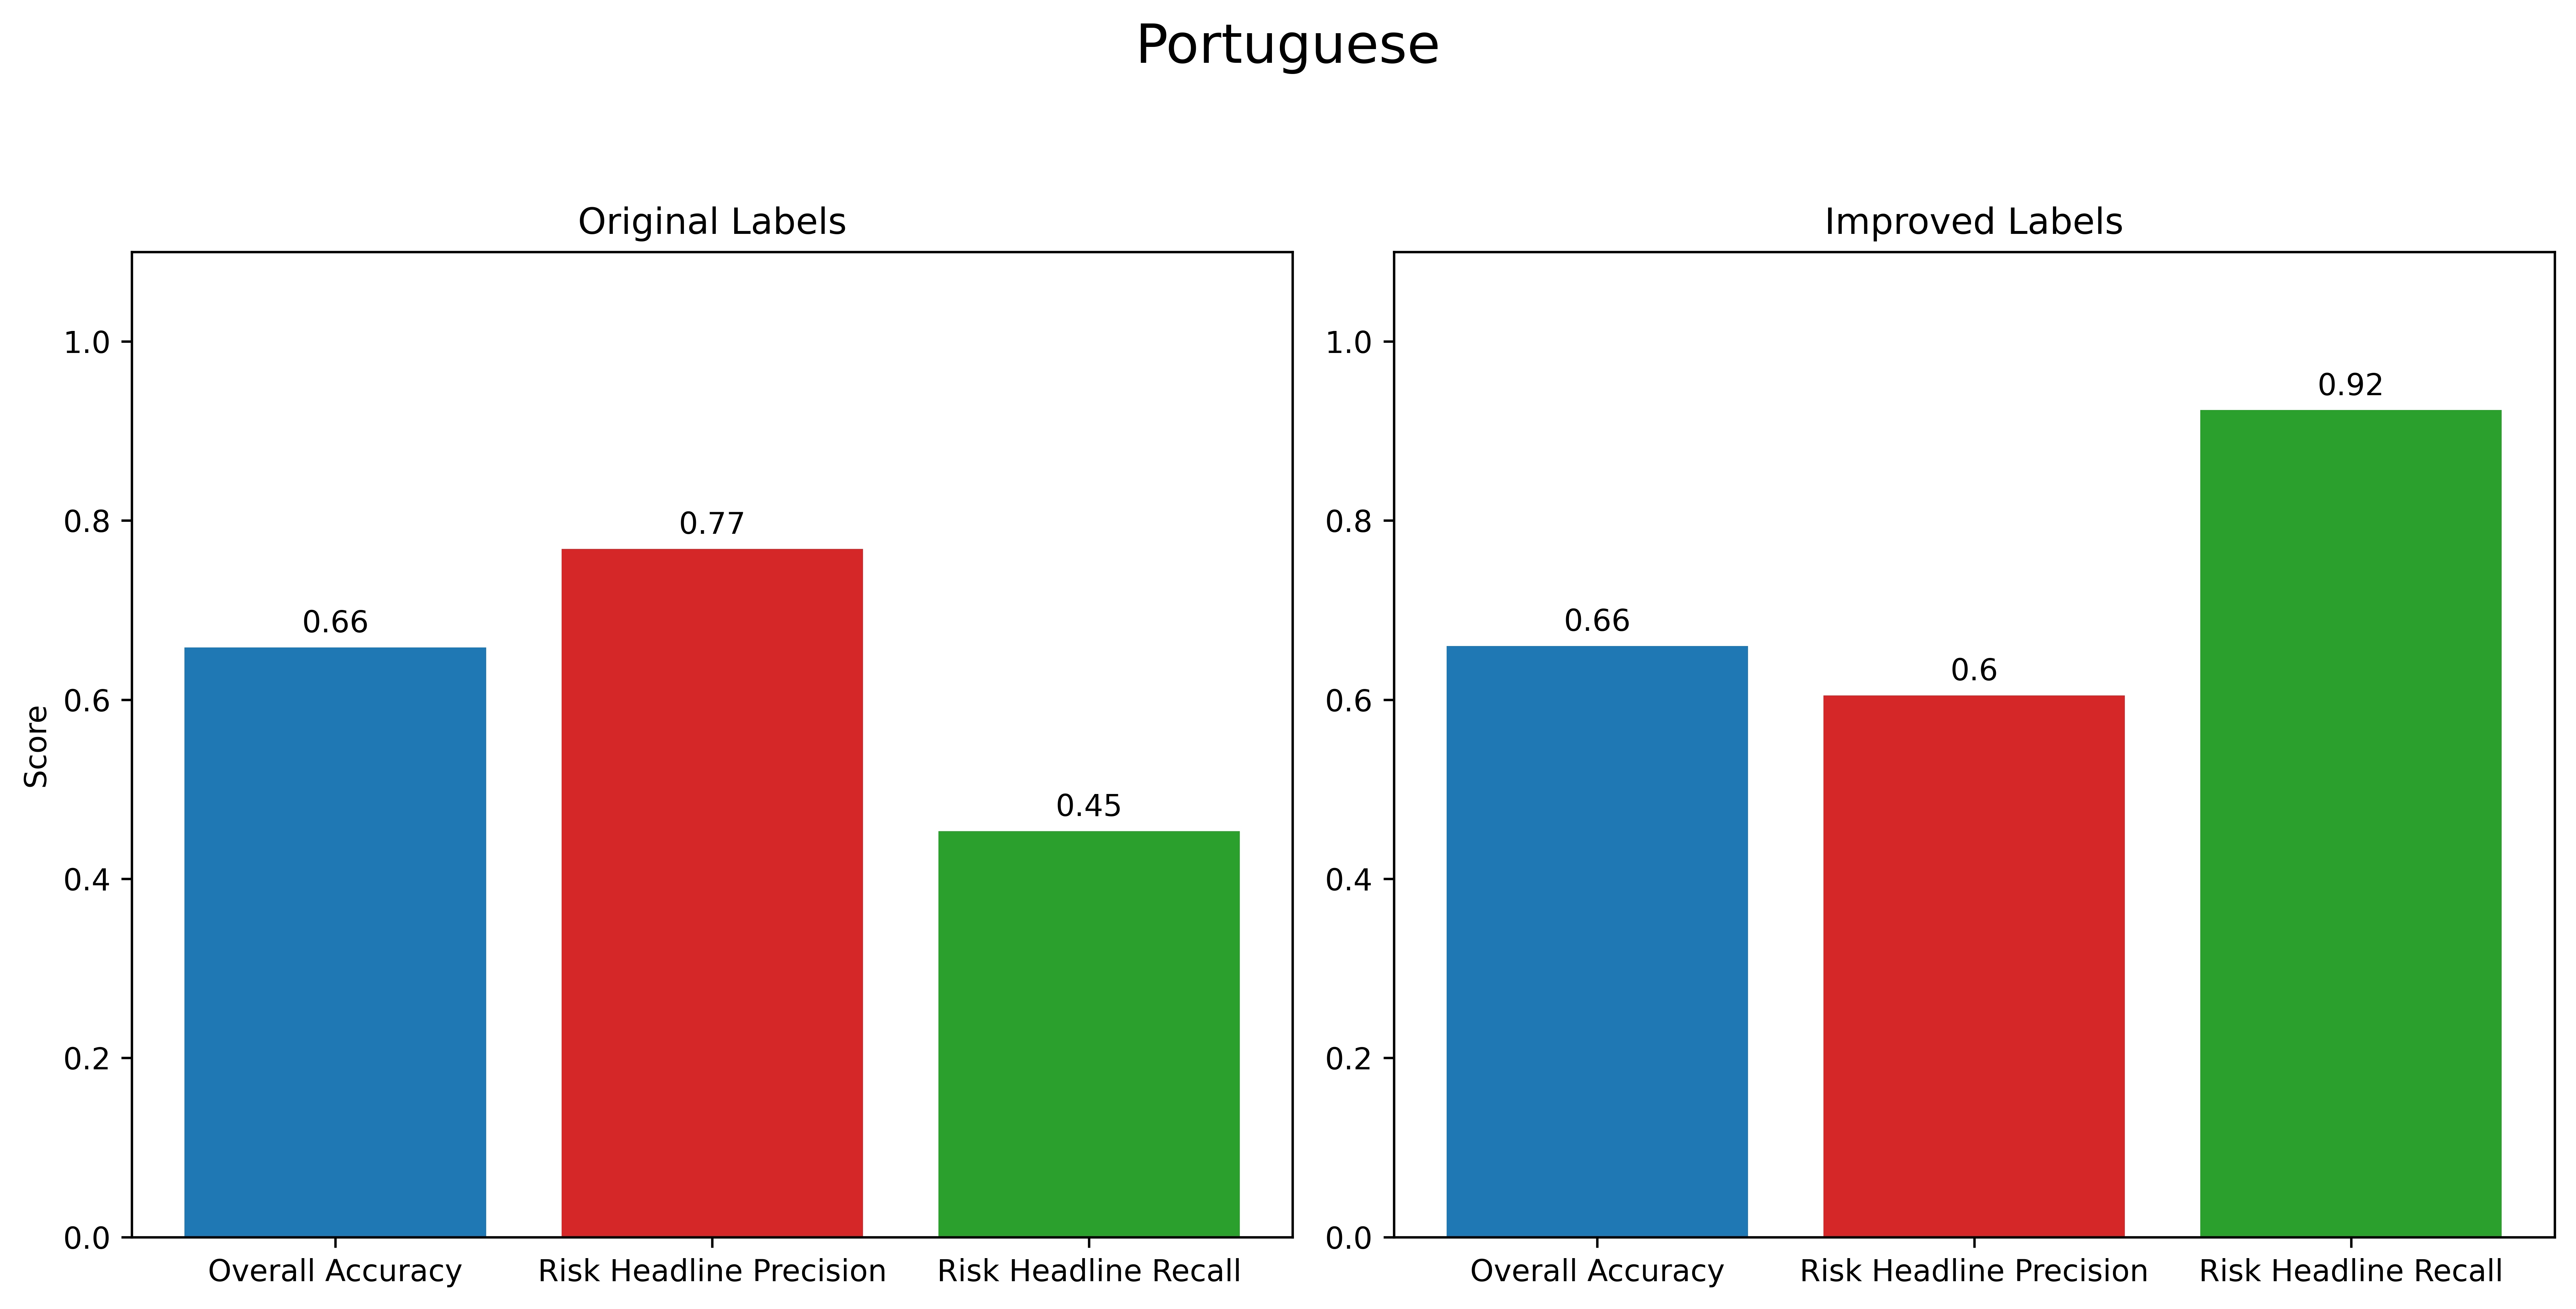 Portuguese
Original Labels
Score
1.0
0.8
0.6
0.4
0.2
0.0
0.66
0.77
0.45
Overall Accuracy
Risk Headline Precision
Risk Headline Recall
Improved Labels
1.0
0.8
0.6
0.4
0.2
0.0
0.66
0.6
0.92
Overall Accuracy
Risk Headline Precision
Risk Headline Recall